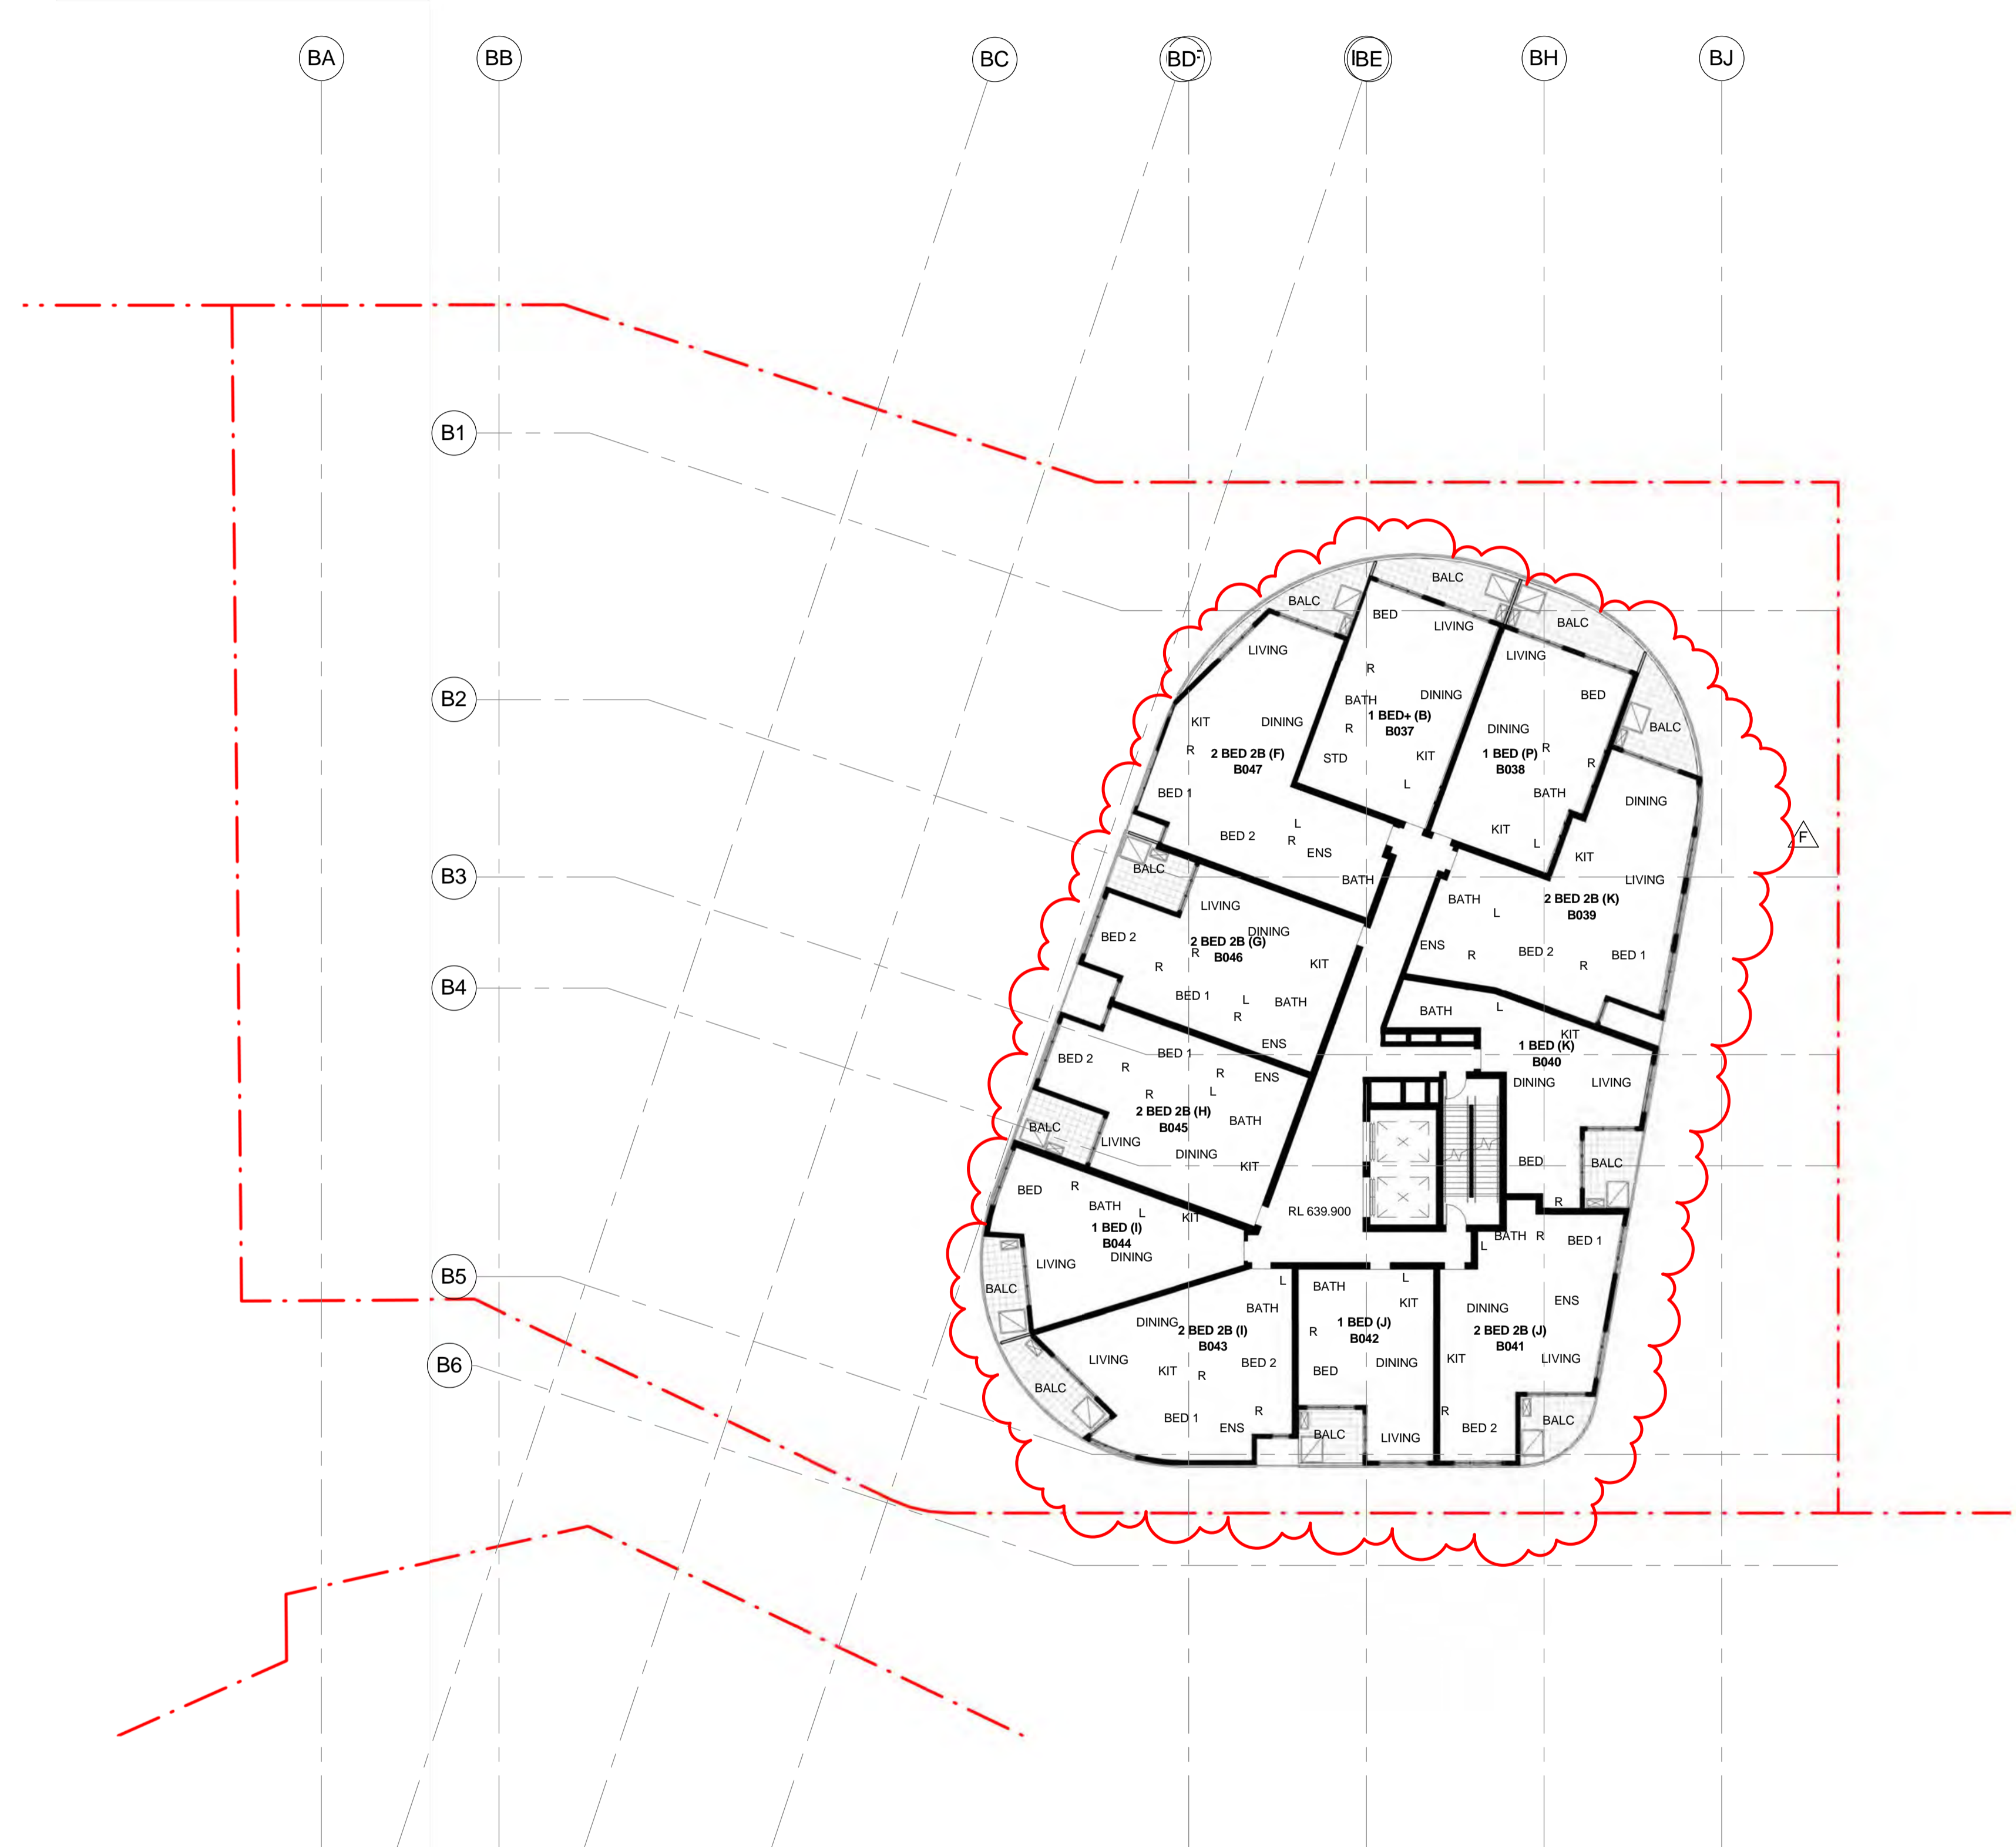 BA
BB
BC
BD
BE
BH
BJ
B1
B2
B3
B4
B5
B6
BALC
BALC
BALC
BALC
BED
LIVING
LIVING
LIVING
R
BED
BATH
DINING
1 BED+ (B)
B037
R
STD
KIT
L
DINING
R
1 BED (P)
B038
R
BATH
KIT
L
KIT
DINING
R
2 BED 2B (F)
B047
BED 1
BED 2
L
R
ENS
BATH
DINING
KIT
LIVING
F
2 BED 2B (K)
B039
BATH
L
ENS
R
BED 2
R
BED 1
BALC
LIVING
DINING
BED 2
2 BED 2B (G)
B046
R
R
KIT
BED 1
L
R
BATH
ENS
BATH
L
KIT
1 BED (K)
B040
DINING
LIVING
BED
BALC
R
BED 2
BED 1
R
R
ENS
R
L
2 BED 2B (H)
B045
BATH
BALC
LIVING
DINING
KIT
BED
R
BATH
L
KIT
1 BED (I)
B044
LIVING
DINING
BALC
RL 639.900
L
BATH
R
BED 1
ENS
DINING
2 BED 2B (J)
B041
KIT
LIVING
R
BED 2
BALC
L
BATH
DINING
2 BED 2B (I)
B043
LIVING
KIT
R
BED 2
BALC
BED 1
ENS
R
BATH
L
KIT
1 BED (J)
B042
R
BED
DINING
BALC
LIVING